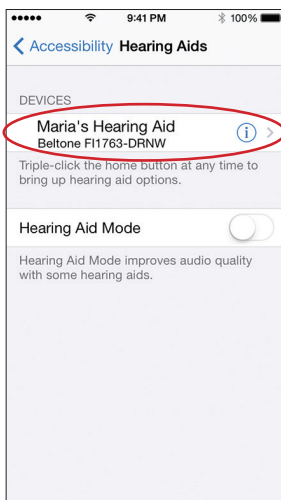 9:41 PM 100%
Accessibility Hearing Aids
DEVICES
Maria's Hearing Aid
Beltone FI1763-DRNW
Triple-click the home button at any time to
bring up hearing aid options.
Hearing Aid Mode
Hearing Aid Mode improves audio quality
with some hearing aids.